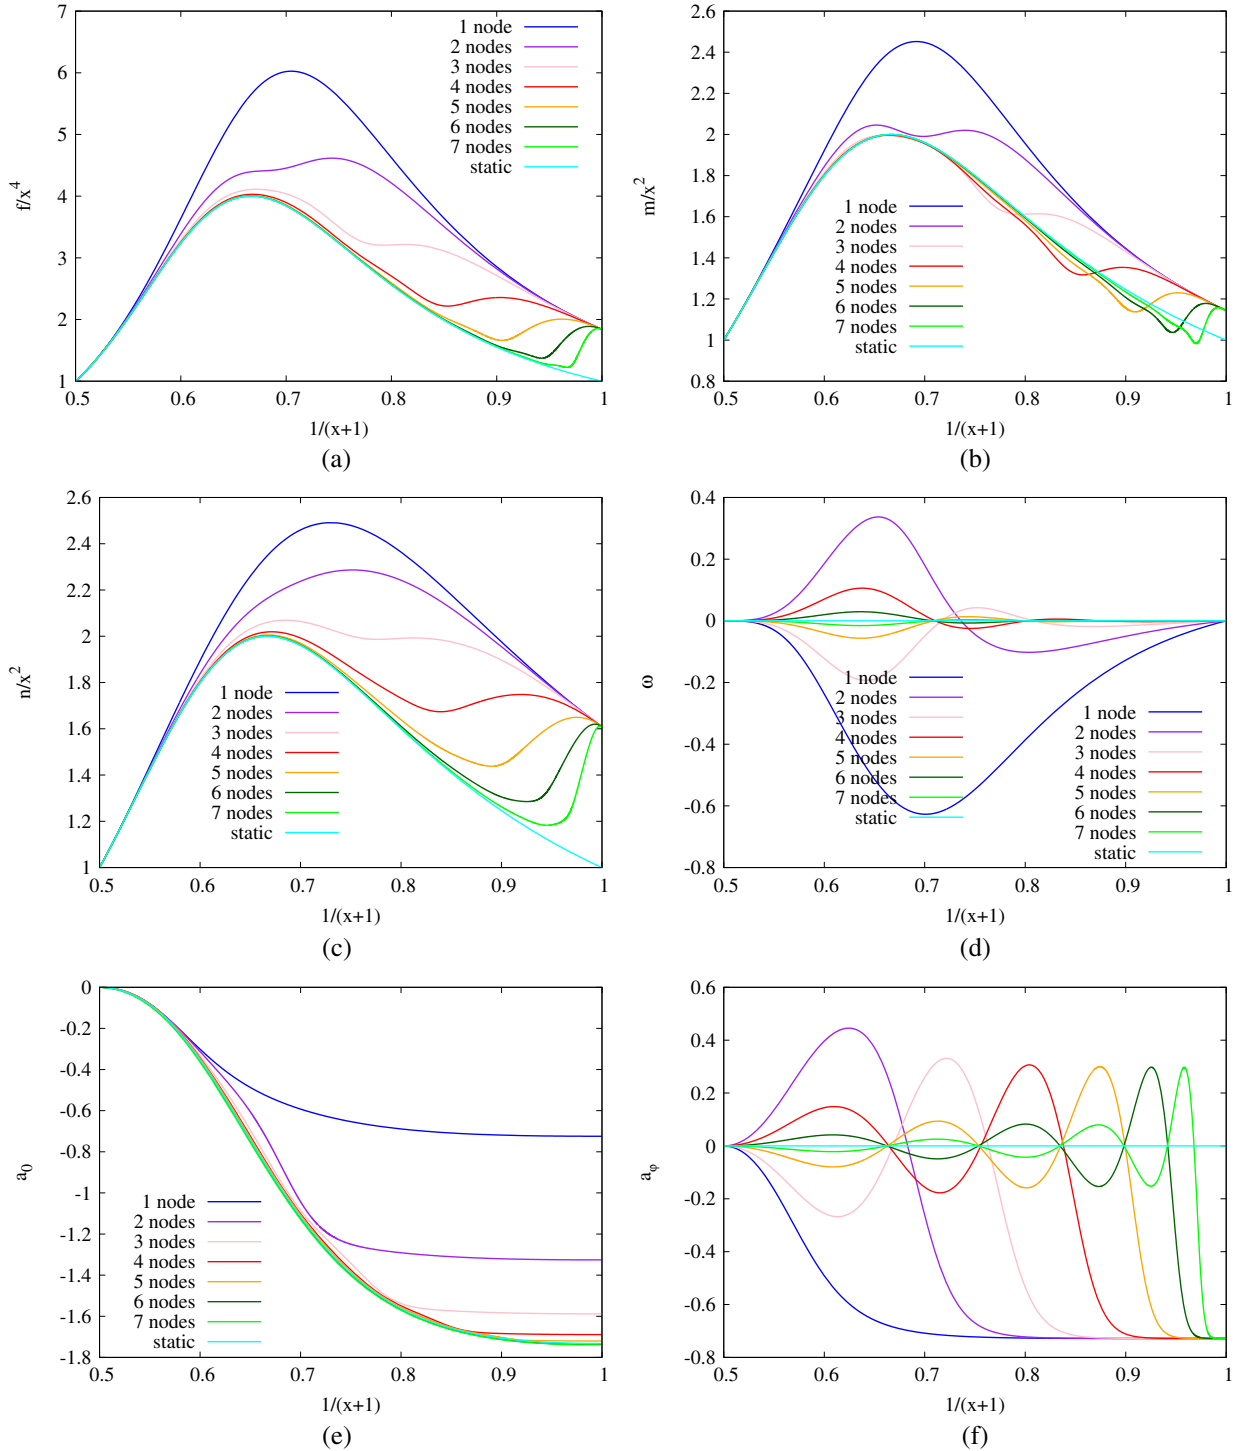 7
6
5
4
3
2
1
f/x⁴
1 node
2 nodes
3 nodes
4 nodes
5 nodes
6 nodes
7 nodes
static
0.5 0.6 0.7 0.8 0.9 1
1/(x+1)
(a)
2.6
2.4
2.2
2
1.8
1.6
1.4
1.2
1
0.8
m/x²
1 node
2 nodes
3 nodes
4 nodes
5 nodes
6 nodes
7 nodes
static
0.5 0.6 0.7 0.8 0.9 1
1/(x+1)
(b)
2.6
2.4
2.2
2
1.8
1.6
1.4
1.2
1
n/x²
1 node
2 nodes
3 nodes
4 nodes
5 nodes
6 nodes
7 nodes
static
0.5 0.6 0.7 0.8 0.9 1
1/(x+1)
(c)
0.4
0.2
0
-0.2
-0.4
-0.6
-0.8
ω
1 node
2 nodes
3 nodes
4 nodes
5 nodes
6 nodes
7 nodes
static
1 node
2 nodes
3 nodes
4 nodes
5 nodes
6 nodes
7 nodes
static
0.5 0.6 0.7 0.8 0.9 1
1/(x+1)
(d)
0
-0.2
-0.4
-0.6
-0.8
-1
-1.2
-1.4
-1.6
-1.8
a₀
1 node
2 nodes
3 nodes
4 nodes
5 nodes
6 nodes
7 nodes
static
0.5 0.6 0.7 0.8 0.9 1
1/(x+1)
(e)
0.6
0.4
0.2
0
-0.2
-0.4
-0.6
-0.8
aᵩ
0.5 0.6 0.7 0.8 0.9 1
1/(x+1)
(f)